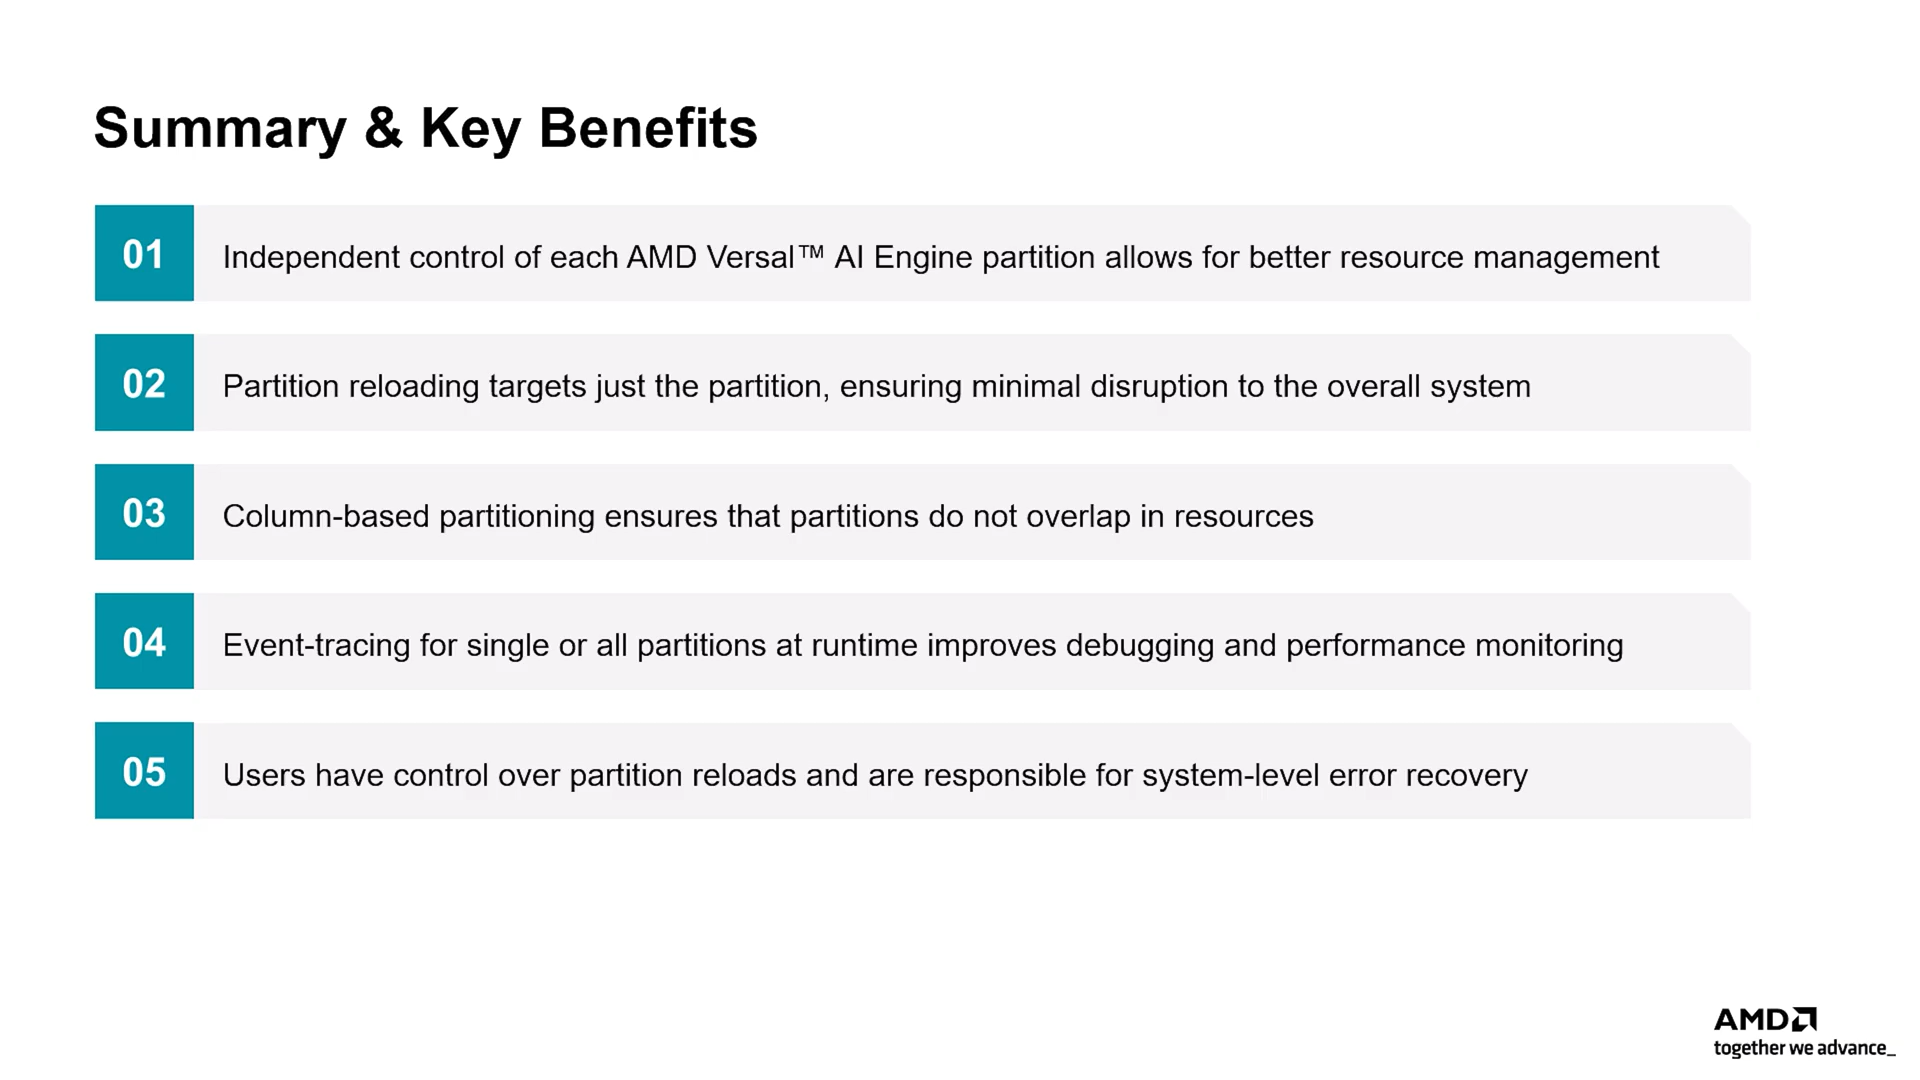 Summary & Key Benefits
01
Independent control of each AMD Versal™ AI Engine partition allows for better resource management
02
Partition reloading targets just the partition, ensuring minimal disruption to the overall system
03
Column-based partitioning ensures that partitions do not overlap in resources
04
Event-tracing for single or all partitions at runtime improves debugging and performance monitoring
05
Users have control over partition reloads and are responsible for system-level error recovery
AMD
together we advance_